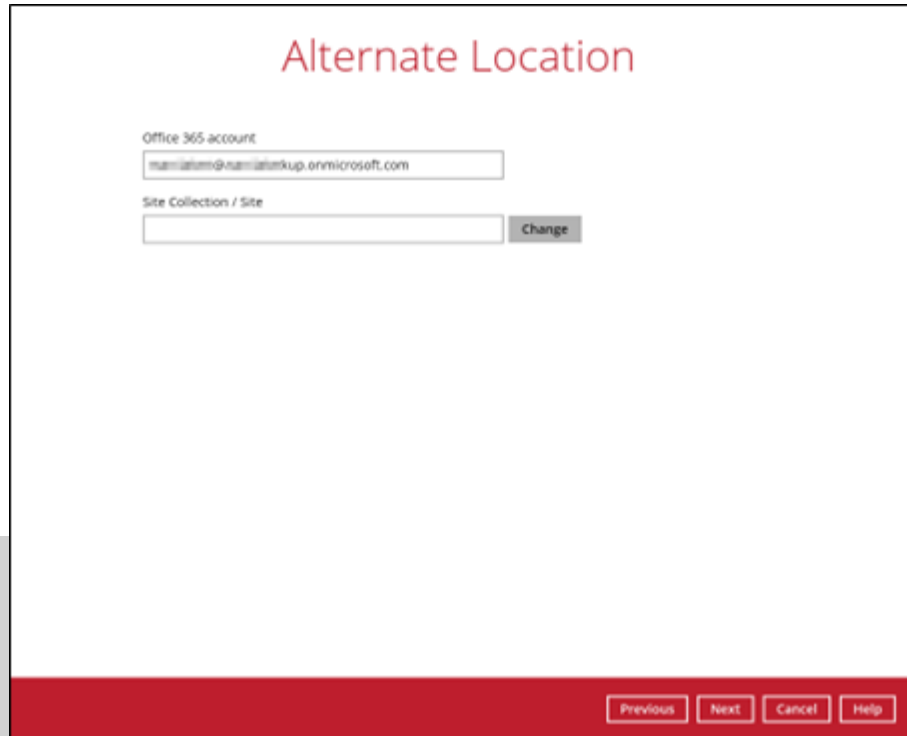 Alternate Location
Office 365 account
kup.onmicrosoft.com
Site Collection / Site
Change
Previous Next Cancel Help